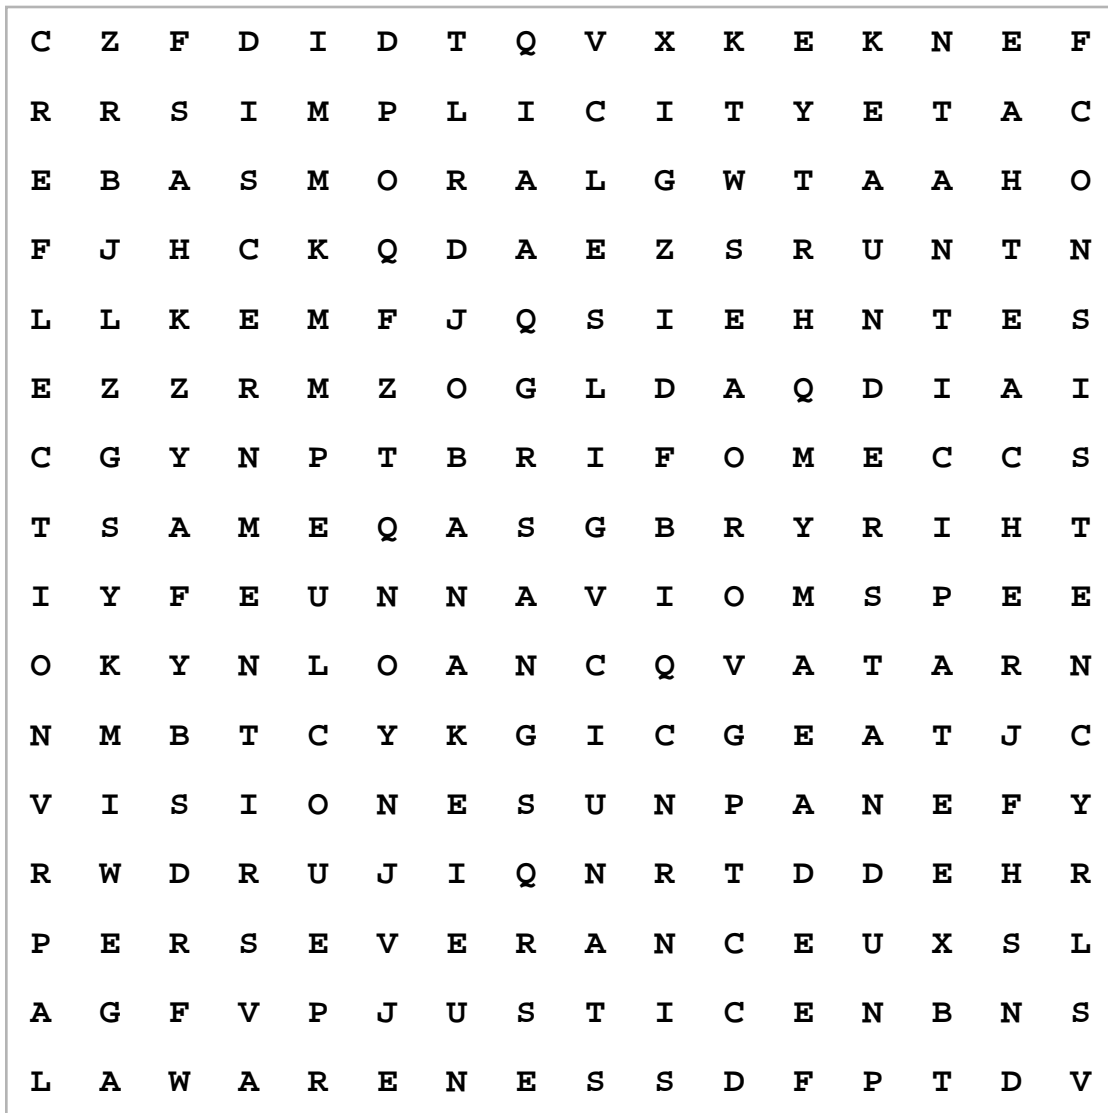 C Z F D I D T Q V X K E K N E F
R R S I M P L I C I T Y E T A C
E B A S M O R A L G W T A A H O
F J H C K Q D A E Z S R U N T N
L L K E M F J Q S I E H N T E S
E Z Z R M Z O G L D A Q D I A I
C G Y N P T B R I F O M E C C S
T S A M E Q A S G B R Y R I H T
I Y F E U N N A V I O M S P E E
O K Y N L O A N C Q V A T A R N
N M B T C Y K G I C G E A T J C
V I S I O N E S U N P A N E F Y
R W D R U J I Q N R T D D E H R
P E R S E V E R A N C E U X S L
A G F V P J U S T I C E N B N S
L A W A R E N E S S D F P T D V